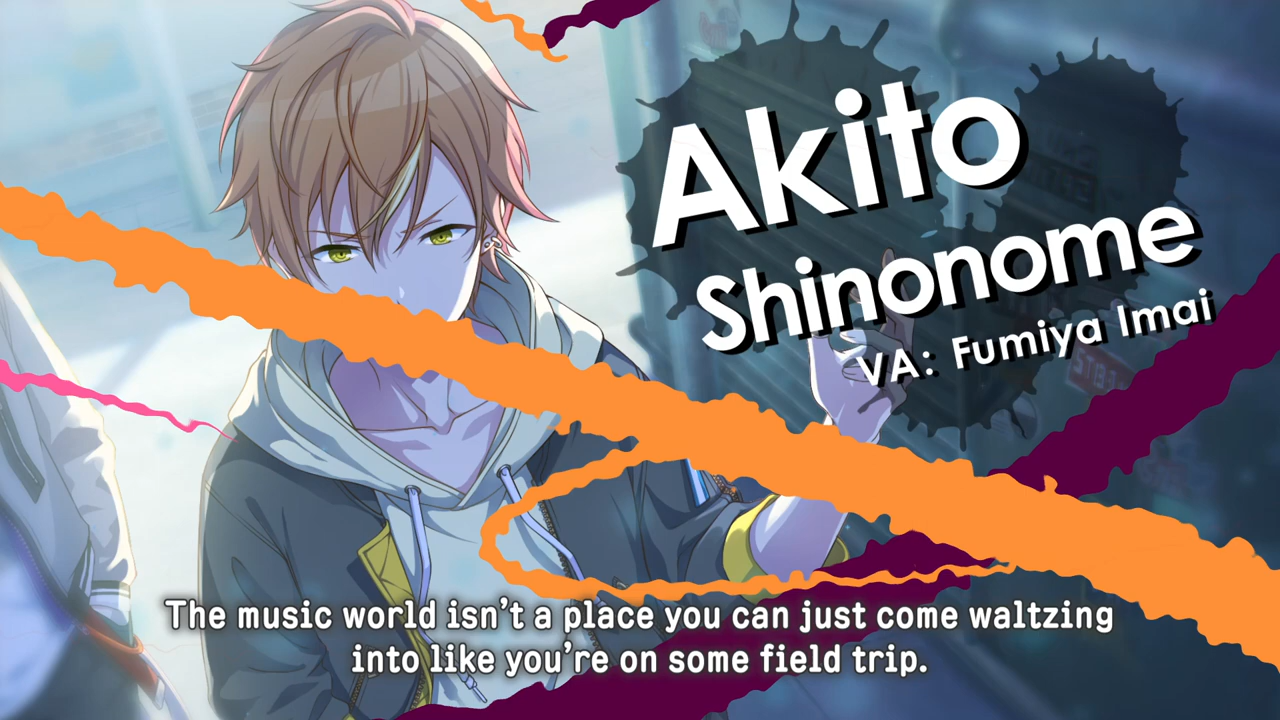 Akito
Shinonome
VA: Fumiya Imai
The music world isn't a place you can just come waltzing
into like you're on some field trip.